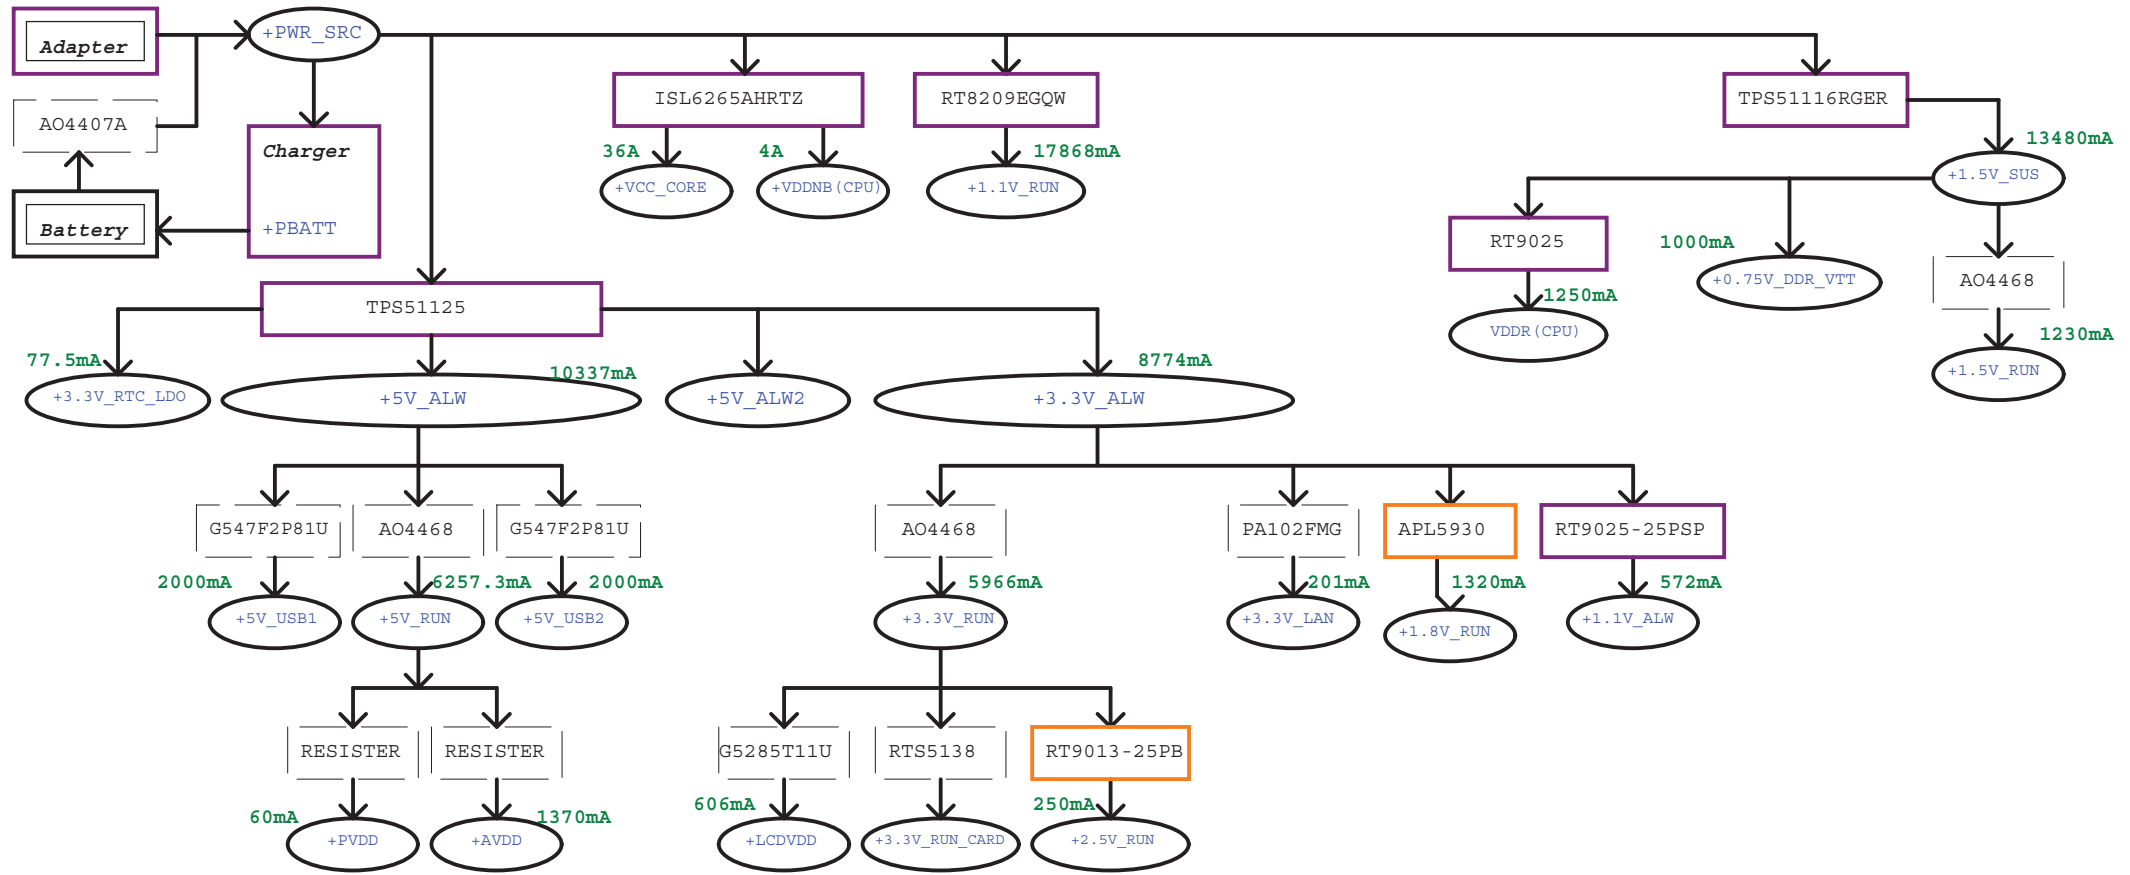 Adapter
+PWR_SRC
AO4407A
Charger
+PBATT
Battery
ISL6265AHRTZ
RT8209EGQW
TPS51116RGER
36A
4A
17868mA
13480mA
+VCC_CORE
+VDDNB(CPU)
+1.1V_RUN
+1.5V_SUS
RT9025
1000mA
+0.75V_DDR_VTT
AO4468
1250mA
VDDR(CPU)
1230mA
+1.5V_RUN
TPS51125
77.5mA
10337mA
8774mA
+3.3V_RTC_LDO
+5V_ALW
+5V_ALW2
+3.3V_ALW
G547F2P81U
AO4468
G547F2P81U
AO4468
PA102FMG
APL5930
RT9025-25PSP
2000mA
6257.3mA
2000mA
5966mA
201mA
1320mA
572mA
+5V_USB1
+5V_RUN
+5V_USB2
+3.3V_RUN
+3.3V_LAN
+1.8V_RUN
+1.1V_ALW
RESISTER
RESISTER
G5285T11U
RTS5138
RT9013-25PB
60mA
1370mA
606mA
250mA
+PVDD
+AVDD
+LCDVDD
+3.3V_RUN_CARD
+2.5V_RUN